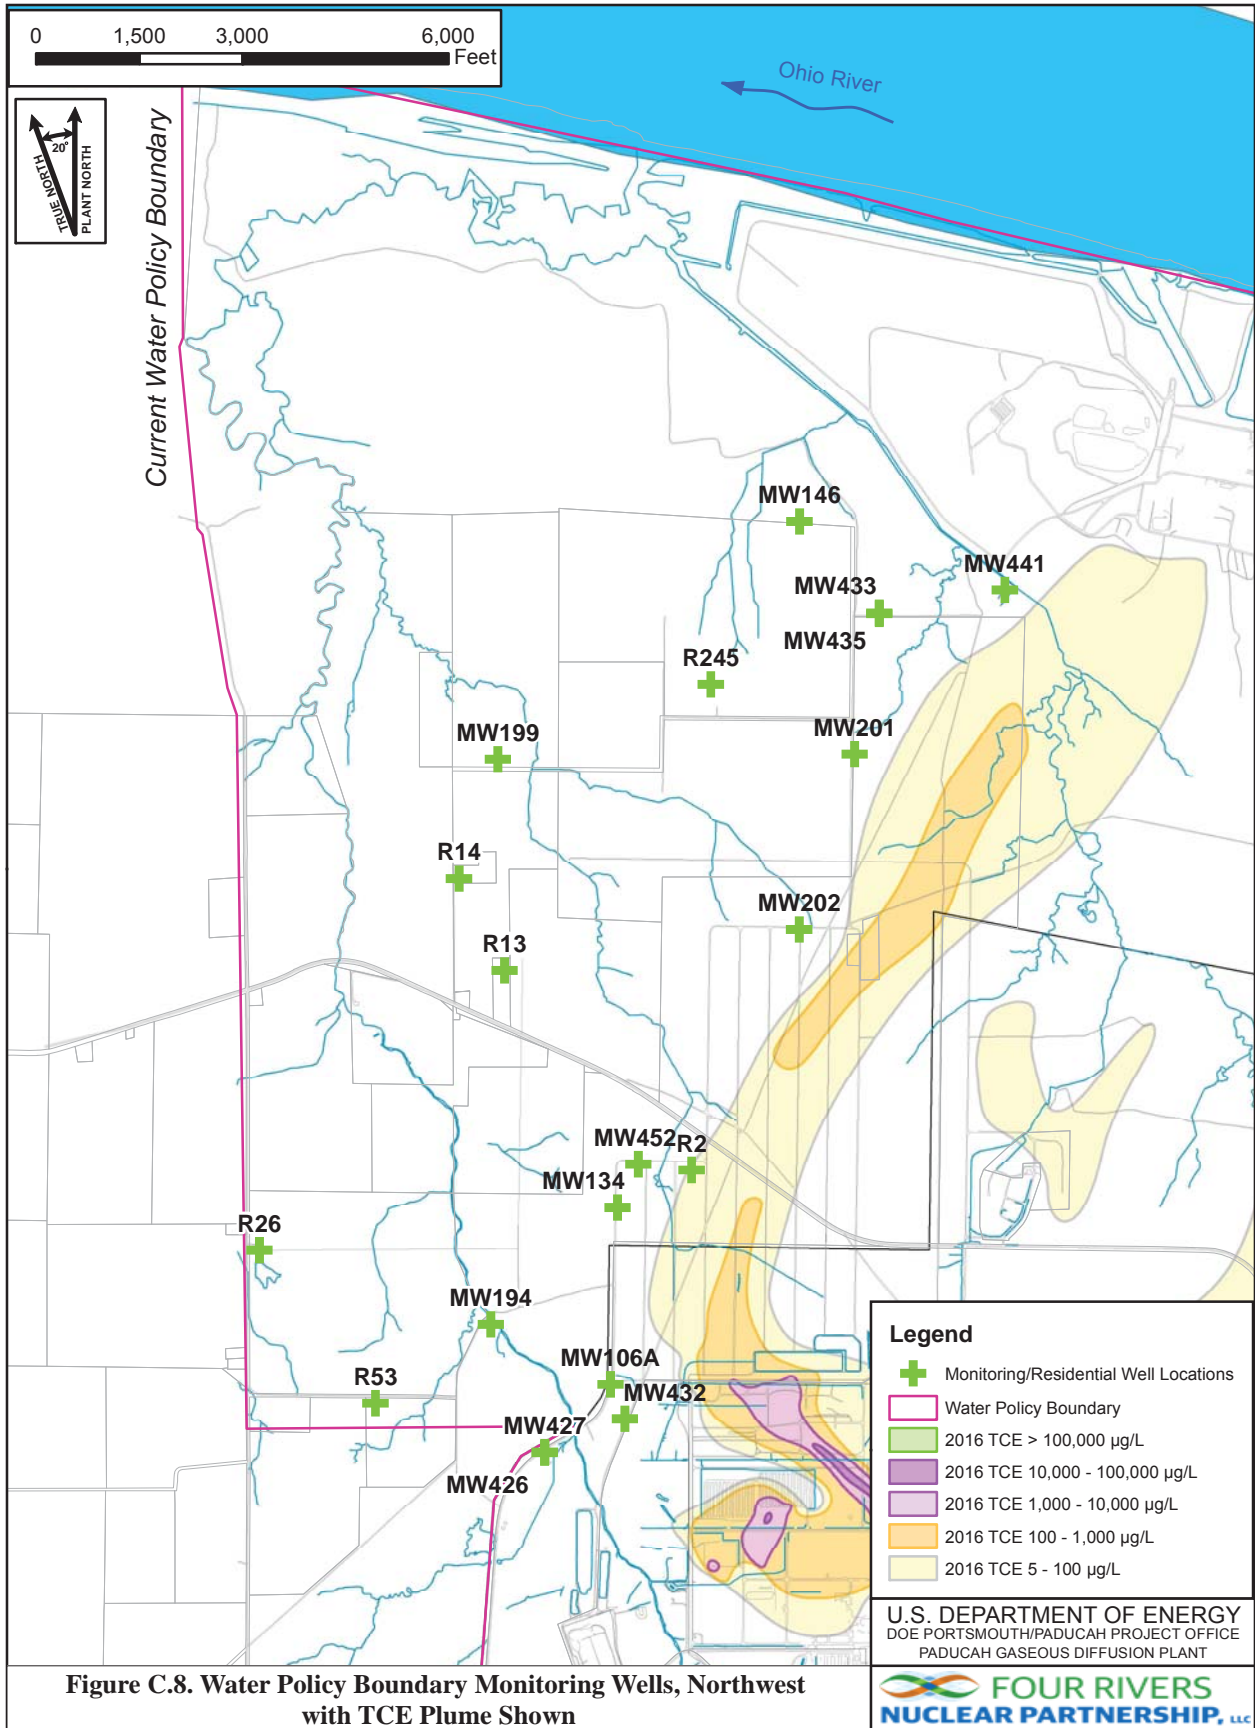 0 1,500 3,000 6,000
Feet
Ohio River
20°
TRUE NORTH
PLANT NORTH
Current Water Policy Boundary
MW146
MW441
MW433
MW435
R245
MW201
MW199
R14
MW202
R13
MW452
R2
MW134
R26
MW194
MW106A
R53
MW432
MW427
MW426
Legend
Monitoring/Residential Well Locations
Water Policy Boundary
2016 TCE > 100,000 µg/L
2016 TCE 10,000 - 100,000 µg/L
2016 TCE 1,000 - 10,000 µg/L
2016 TCE 100 - 1,000 µg/L
2016 TCE 5 - 100 µg/L
U.S. DEPARTMENT OF ENERGY
DOE PORTSMOUTH/PADUCAH PROJECT OFFICE
PADUCAH GASEOUS DIFFUSION PLANT
Figure C.8. Water Policy Boundary Monitoring Wells, Northwest
with TCE Plume Shown
FOUR RIVERS
NUCLEAR PARTNERSHIP, LLC